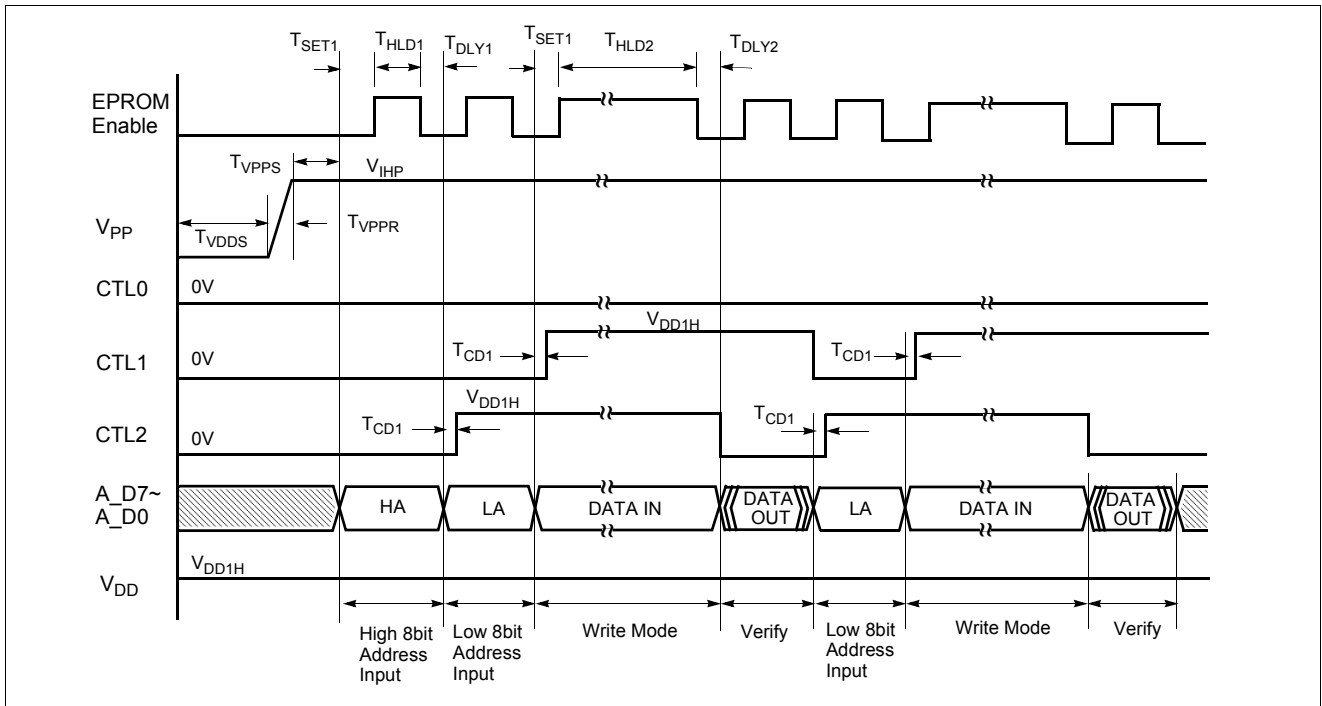 TSET1 THLD1 TDLY1 TSET1 THLD2 TDLY2
EPROM
Enable
TVPPS VIHP
VPP TVDDS TVPPR
CTL0 0V
VDD1H
CTL1 0V TCD1 TCD1
VDD1H
CTL2 0V TCD1 TCD1
A_D7~
A_D0
HA LA DATA IN DATA OUT LA DATA IN DATA OUT
VDD1H
VDD
High 8bit
Address
Input
Low 8bit
Address
Input
Write Mode
Verify
Low 8bit
Address
Input
Write Mode
Verify